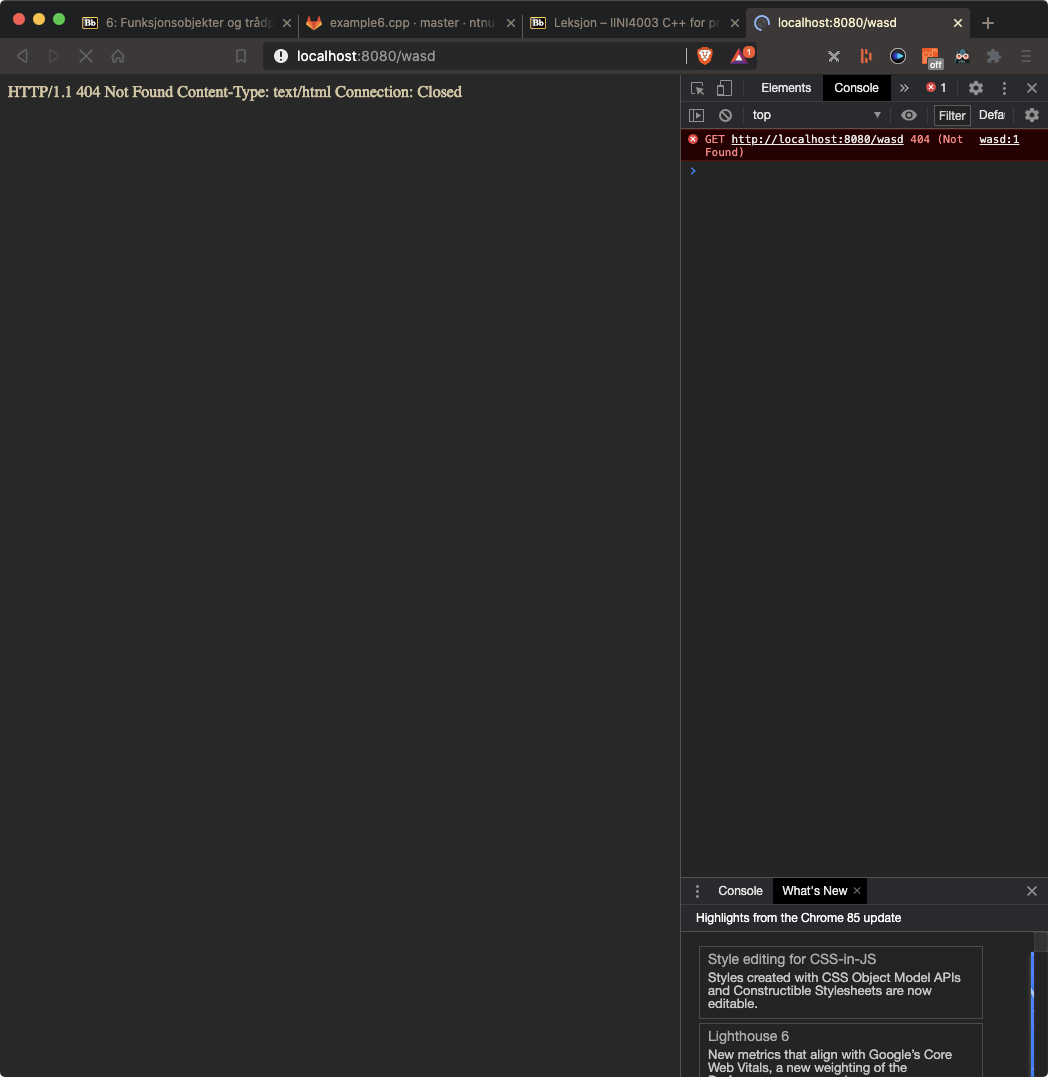 Bb 6: Funksjonsobjekter og trådp
example6.cpp · master · ntnu
Bb Leksjon – IINI4003 C++ for pr
localhost:8080/wasd
localhost:8080/wasd
1
off
HTTP/1.1 404 Not Found Content-Type: text/html Connection: Closed
Elements Console » 1
top Filter Defau
GET http://localhost:8080/wasd 404 (Not Found) wasd:1
Console What's New
Highlights from the Chrome 85 update
Style editing for CSS-in-JS
Styles created with CSS Object Model APIs
and Constructible Stylesheets are now
editable.
Lighthouse 6
New metrics that align with Google's Core
Web Vitals, a new weighting of the